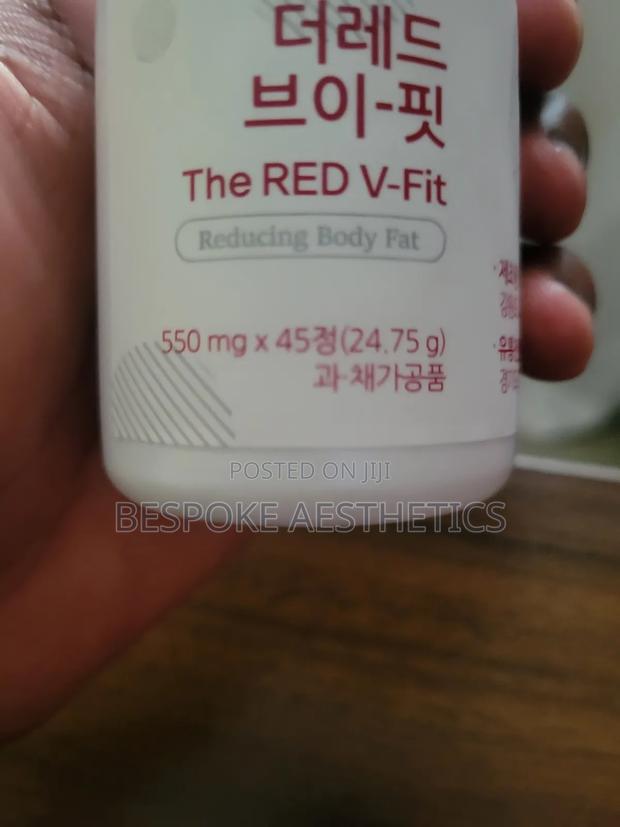 더레드
브이-핏
The RED V-Fit
Reducing Body Fat
550 mg x 45정(24.75 g)
과·채가공품
POSTED ON JIJI
BESPOKE AESTHETICS